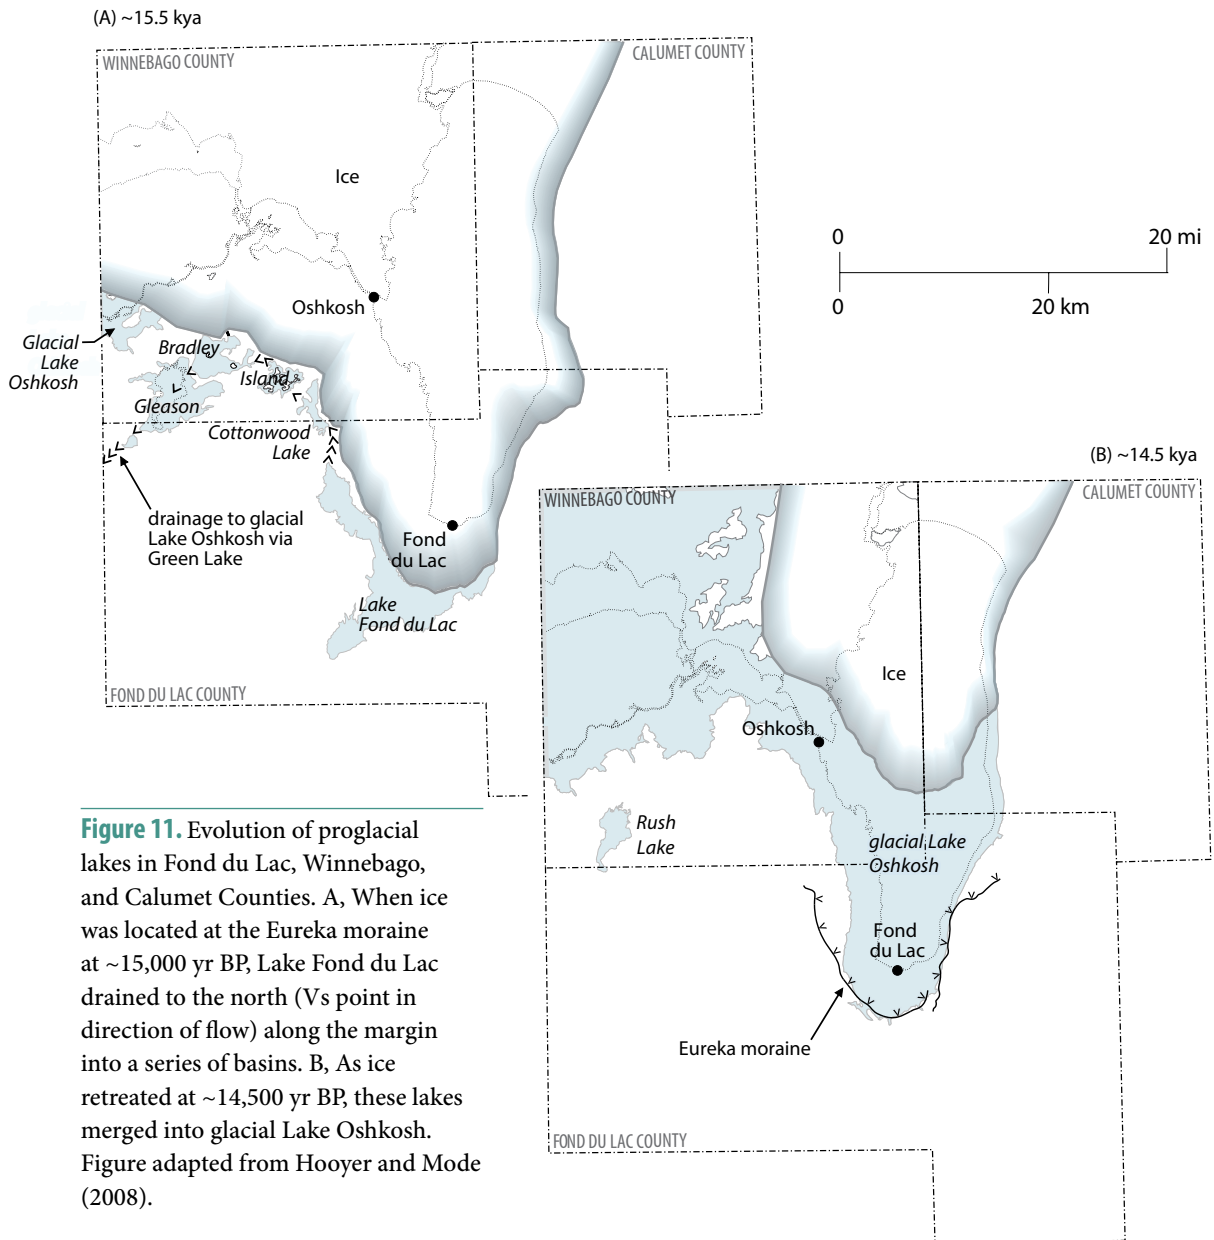 (A) ~15.5 kya
WINNEBAGO COUNTY
CALUMET COUNTY
Ice
Oshkosh
Glacial
Lake
Oshkosh
Bradley
Island
Gleason
Cottonwood
Lake
drainage to glacial
Lake Oshkosh via
Green Lake
Fond
du Lac
Lake
Fond du Lac
FOND DU LAC COUNTY
0 20 mi
0 20 km
(B) ~14.5 kya
WINNEBAGO COUNTY
CALUMET COUNTY
Ice
Oshkosh
Rush
Lake
glacial Lake
Oshkosh
Fond
du Lac
Eureka moraine
FOND DU LAC COUNTY
Figure 11. Evolution of proglacial
lakes in Fond du Lac, Winnebago,
and Calumet Counties. A, When ice
was located at the Eureka moraine
at ~15,000 yr BP, Lake Fond du Lac
drained to the north (Vs point in
direction of flow) along the margin
into a series of basins. B, As ice
retreated at ~14,500 yr BP, these lakes
merged into glacial Lake Oshkosh.
Figure adapted from Hooyer and Mode
(2008).